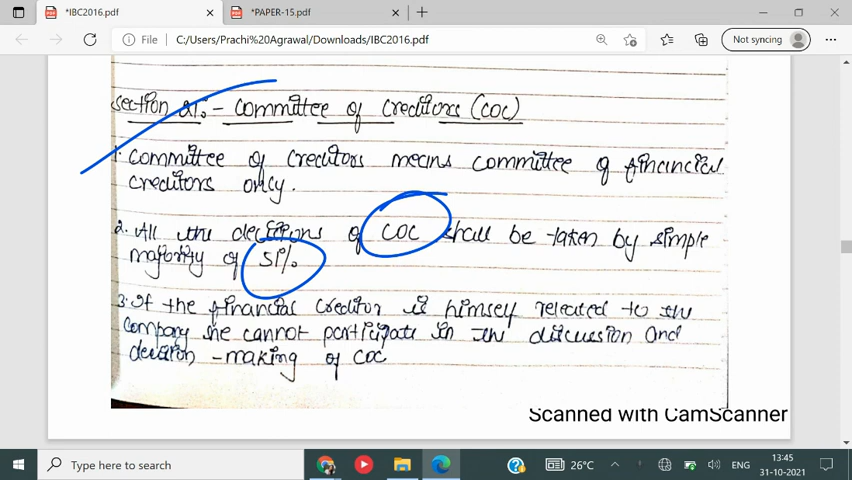 *IBC2016.pdf
*PAPER-15.pdf
File C:/Users/Prachi%20Agrawal/Downloads/IBC2016.pdf
Not syncing
Section 21:- Committee of Creditors (COC)
1. Committee of Creditors means committee of financial
creditors only.
2. All the decisions of COC shall be taken by simple
majority of 51%.
3. If the financial creditor is himself related to the
company he cannot participate in the discussion and
decision-making of COC
Scanned with CamScanner
Type here to search
26°C
ENG
13:45
31-10-2021